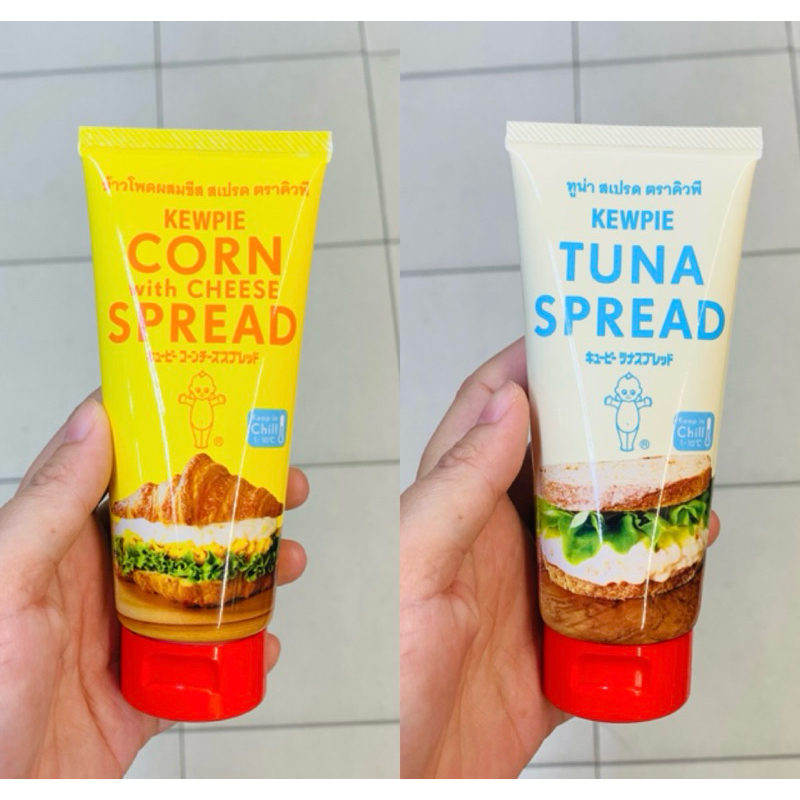 ข้าวโพดผสมชีส สเปรด ตราคิวพี
KEWPIE
CORN
with CHEESE
SPREAD
キユーピー コーンチーズスプレッド
®
Keep in
Chill
1-10℃
ทูน่า สเปรด ตราคิวพี
KEWPIE
TUNA
SPREAD
キユーピー ツナスプレッド
®
Keep in
Chill
1-10℃